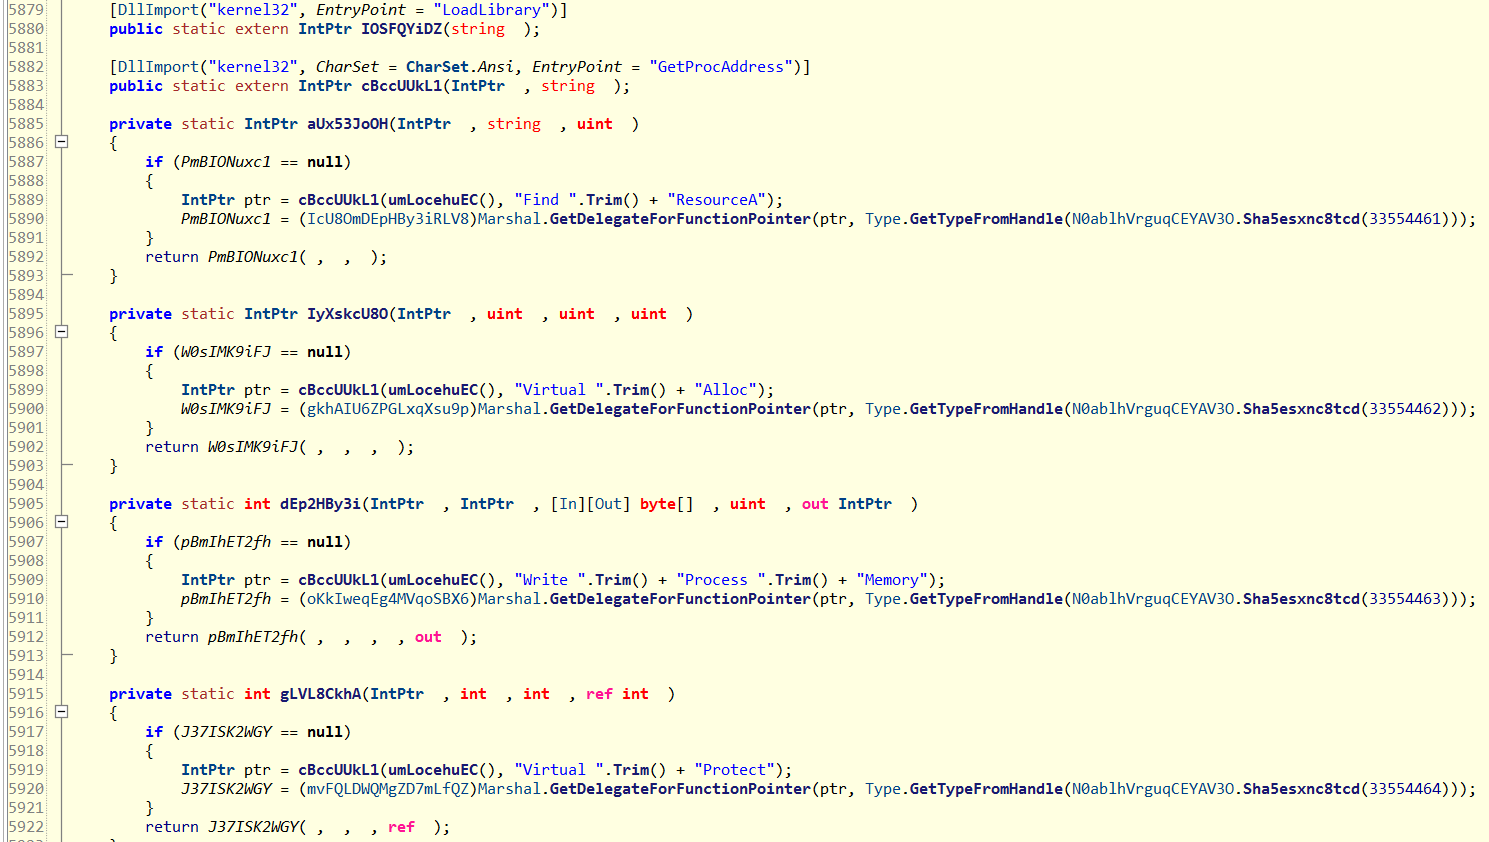 5879 [DllImport("kernel32", EntryPoint = "LoadLibrary")]
5880 public static extern IntPtr IOSFQYiDZ(string  );
5881
5882 [DllImport("kernel32", CharSet = CharSet.Ansi, EntryPoint = "GetProcAddress")]
5883 public static extern IntPtr cBccUUkL1(IntPtr  , string  );
5884
5885 private static IntPtr aUx53JoOH(IntPtr  , string  , uint  )
5886 {
5887 if (PmBIONuxc1 == null)
5888 {
5889 IntPtr ptr = cBccUUkL1(umLocehuEC(), "Find ".Trim() + "ResourceA");
5890 PmBIONuxc1 = (IcU8OmDEpHBy3iRLV8)Marshal.GetDelegateForFunctionPointer(ptr, Type.GetTypeFromHandle(N0ablhVrguqCEYAV3O.Sha5esxnc8tcd(33554461)));
5891 }
5892 return PmBIONuxc1( ,  ,  );
5893 }
5894
5895 private static IntPtr IyXskcU8O(IntPtr  , uint  , uint  , uint  )
5896 {
5897 if (W0sIMK9iFJ == null)
5898 {
5899 IntPtr ptr = cBccUUkL1(umLocehuEC(), "Virtual ".Trim() + "Alloc");
5900 W0sIMK9iFJ = (gkhAIU6ZPGLxqXsu9p)Marshal.GetDelegateForFunctionPointer(ptr, Type.GetTypeFromHandle(N0ablhVrguqCEYAV3O.Sha5esxnc8tcd(33554462)));
5901 }
5902 return W0sIMK9iFJ( ,  ,  ,  );
5903 }
5904
5905 private static int dEp2HBy3i(IntPtr  , IntPtr  , [In][Out] byte[]  , uint  , out IntPtr  )
5906 {
5907 if (pBmIhET2fh == null)
5908 {
5909 IntPtr ptr = cBccUUkL1(umLocehuEC(), "Write ".Trim() + "Process ".Trim() + "Memory");
5910 pBmIhET2fh = (oKkIweqEg4MVqoSBX6)Marshal.GetDelegateForFunctionPointer(ptr, Type.GetTypeFromHandle(N0ablhVrguqCEYAV3O.Sha5esxnc8tcd(33554463)));
5911 }
5912 return pBmIhET2fh( ,  ,  ,  , out  );
5913 }
5914
5915 private static int gLVL8CkhA(IntPtr  , int  , int  , ref int  )
5916 {
5917 if (J37ISK2WGY == null)
5918 {
5919 IntPtr ptr = cBccUUkL1(umLocehuEC(), "Virtual ".Trim() + "Protect");
5920 J37ISK2WGY = (mvFQLDWQMgZD7mLfQZ)Marshal.GetDelegateForFunctionPointer(ptr, Type.GetTypeFromHandle(N0ablhVrguqCEYAV3O.Sha5esxnc8tcd(33554464)));
5921 }
5922 return J37ISK2WGY( ,  ,  , ref  );